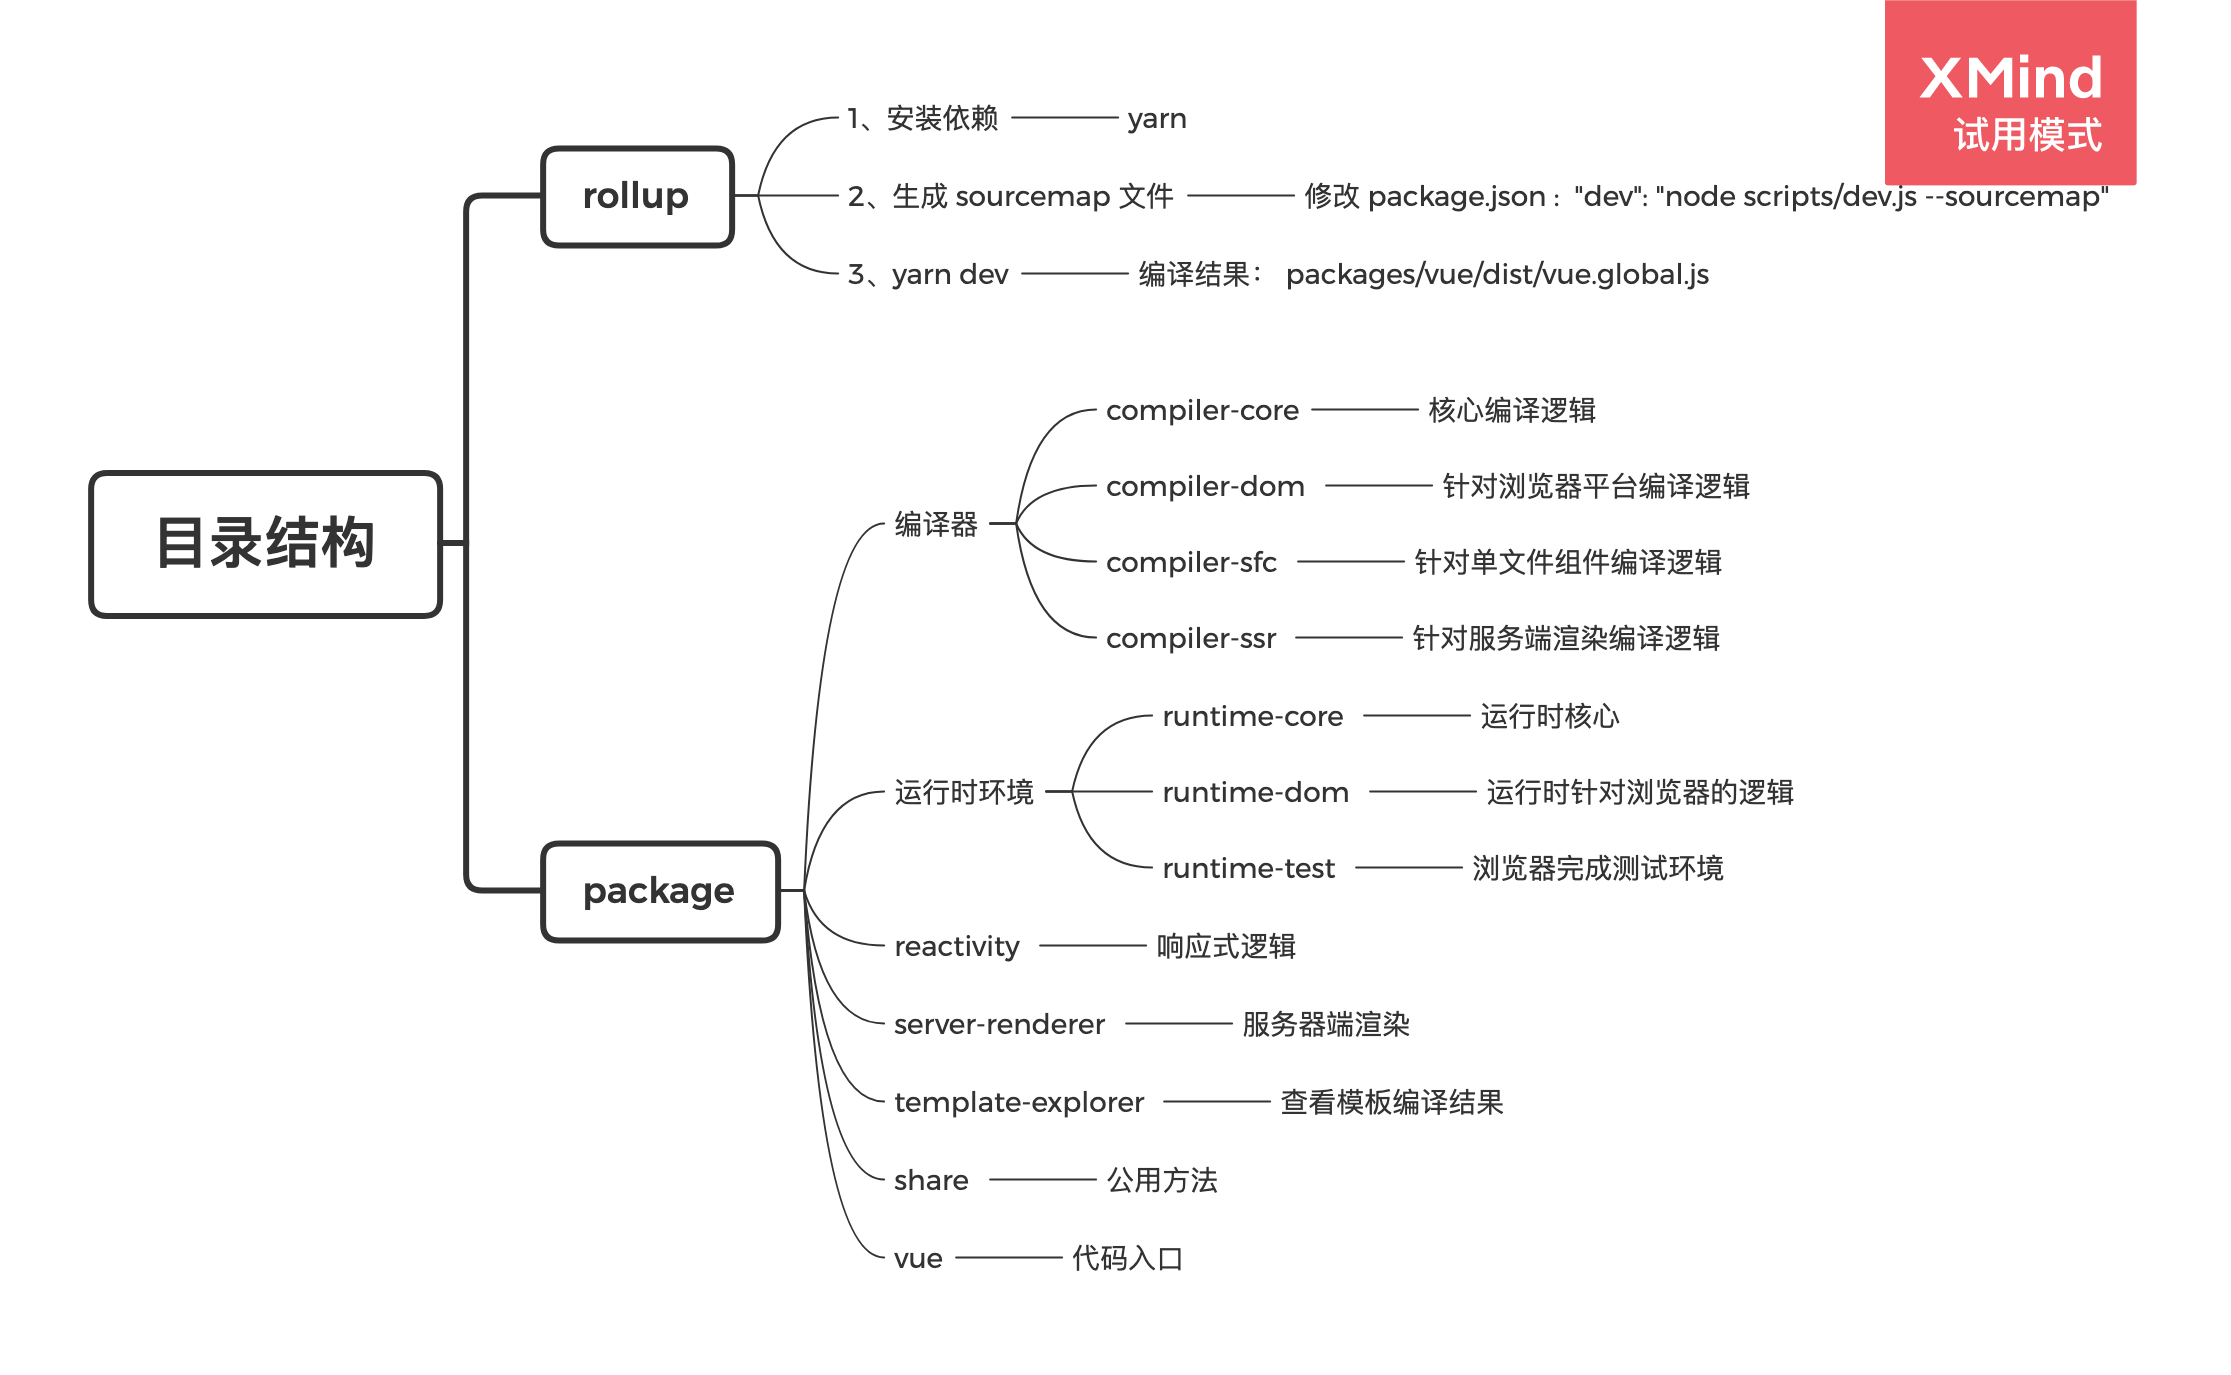 XMind
试用模式
目录结构
rollup
1、安装依赖 yarn
2、生成 sourcemap 文件 修改 package.json： "dev": "node scripts/dev.js --sourcemap"
3、yarn dev 编译结果： packages/vue/dist/vue.global.js
package
编译器
compiler-core 核心编译逻辑
compiler-dom 针对浏览器平台编译逻辑
compiler-sfc 针对单文件组件编译逻辑
compiler-ssr 针对服务端渲染编译逻辑
运行时环境
runtime-core 运行时核心
runtime-dom 运行时针对浏览器的逻辑
runtime-test 浏览器完成测试环境
reactivity 响应式逻辑
server-renderer 服务器端渲染
template-explorer 查看模板编译结果
share 公用方法
vue 代码入口